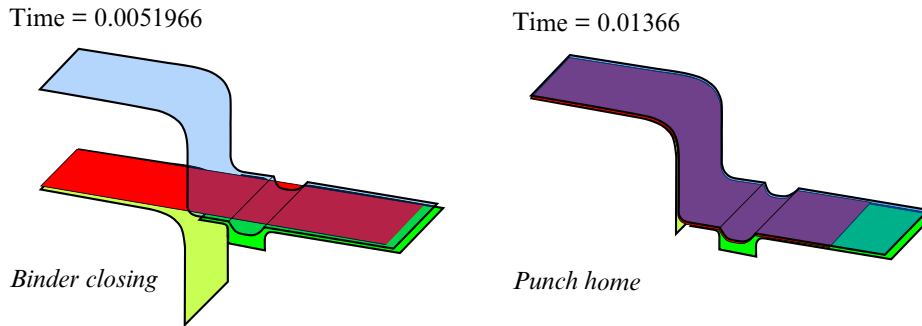 Time = 0.0051966
Time = 0.01366
Binder closing
Punch home